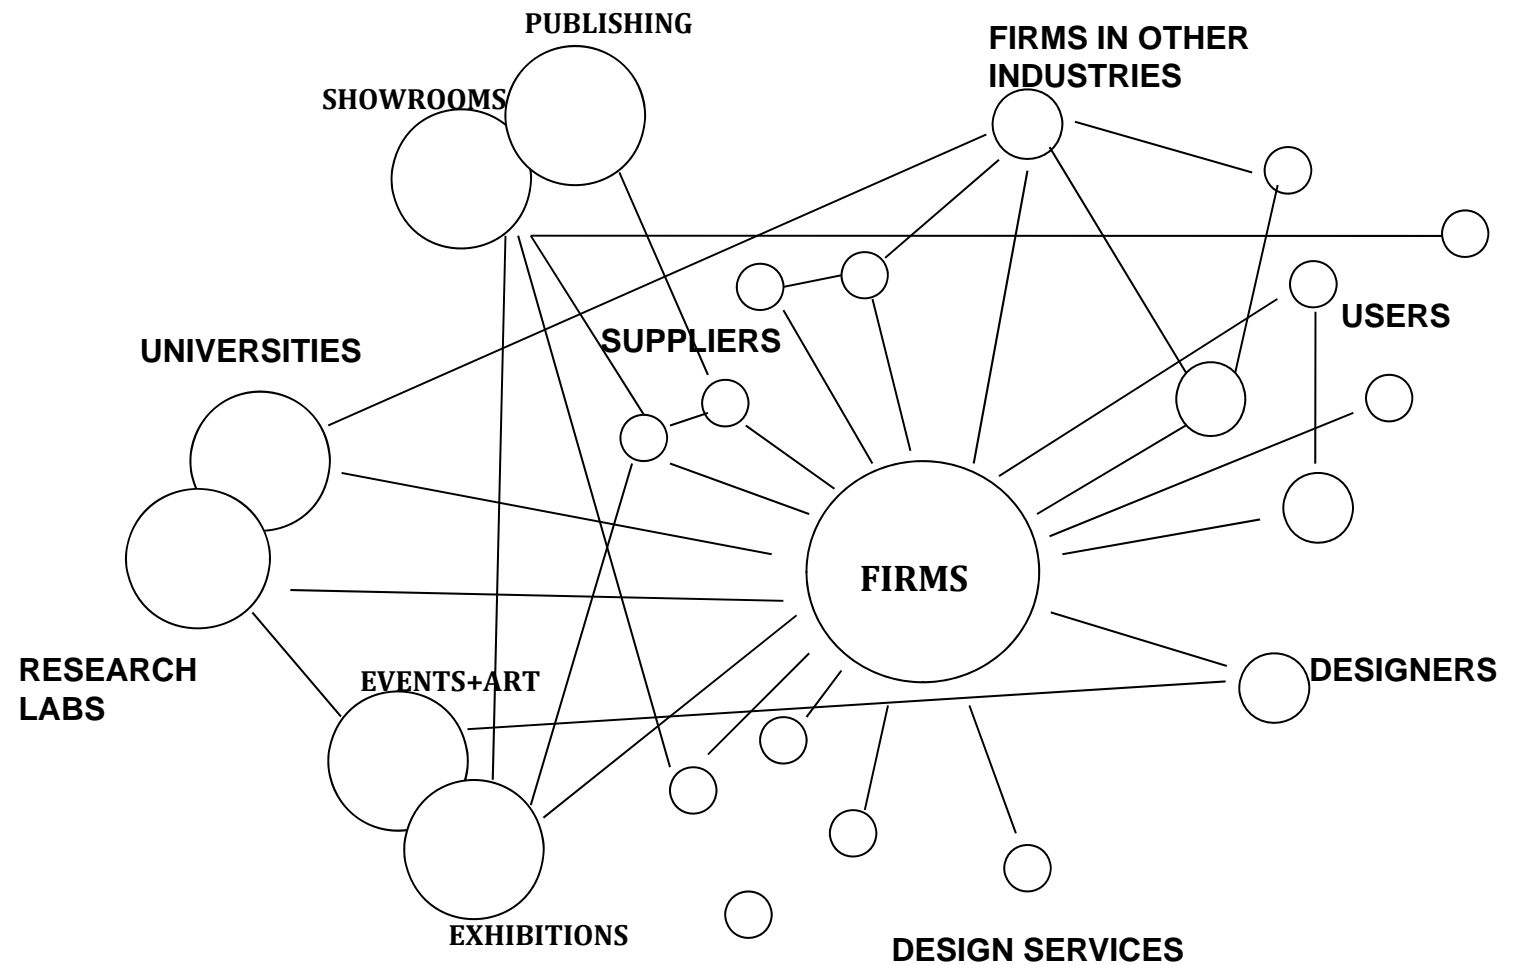 PUBLISHING
FIRMS IN OTHER
INDUSTRIES
SHOWROOMS
USERS
SUPPLIERS
UNIVERSITIES
FIRMS
RESEARCH
LABS
EVENTS+ART
DESIGNERS
EXHIBITIONS
DESIGN SERVICES